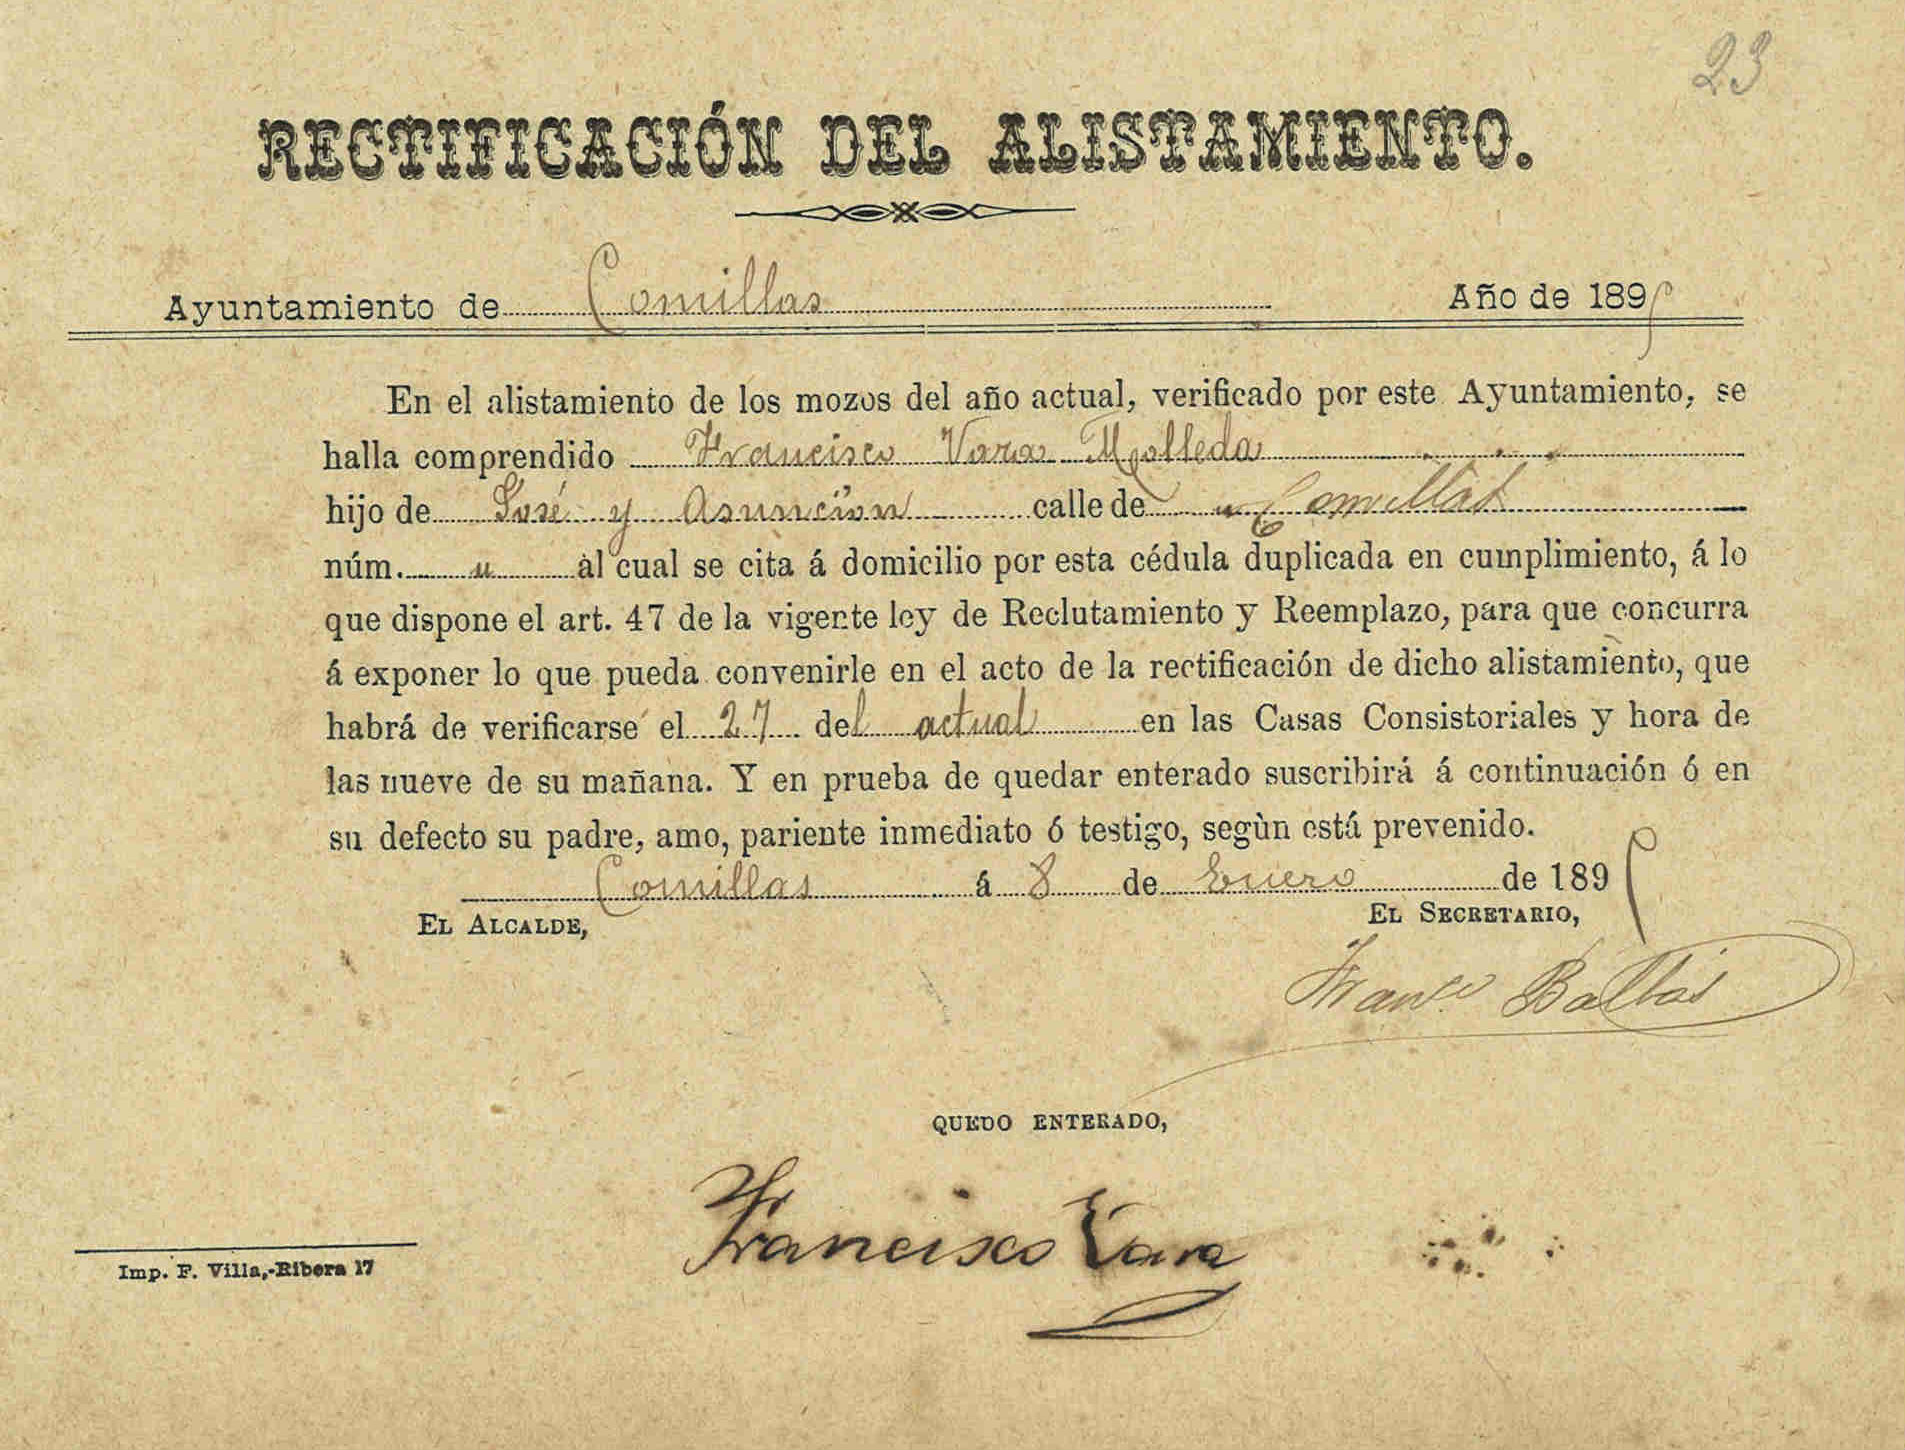 23
RECTIFICACIÓN DEL ALISTAMIENTO.
Ayuntamiento de Comillas Año de 1895
En el alistamiento de los mozos del año actual, verificado por este Ayuntamiento, se
halla comprendido Francisco Vara Molleda
hijo de José y Asunción calle de " Comillas
núm. " al cual se cita á domicilio por esta cédula duplicada en cumplimiento, á lo
que dispone el art. 47 de la vigente ley de Reclutamiento y Reemplazo, para que concurra
á exponer lo que pueda convenirle en el acto de la rectificación de dicho alistamiento, que
habrá de verificarse el 27 del actual en las Casas Consistoriales y hora de
las nueve de su mañana. Y en prueba de quedar enterado suscribirá á continuación ó en
su defecto su padre, amo, pariente inmediato ó testigo, segùn está prevenido.
Comillas á 8 de Enero de 1895
EL ALCALDE, EL SECRETARIO,
Franco. Balbás
QUEDO ENTERADO,
Francisco Vara
Imp. F. Villa,-Ribera 17